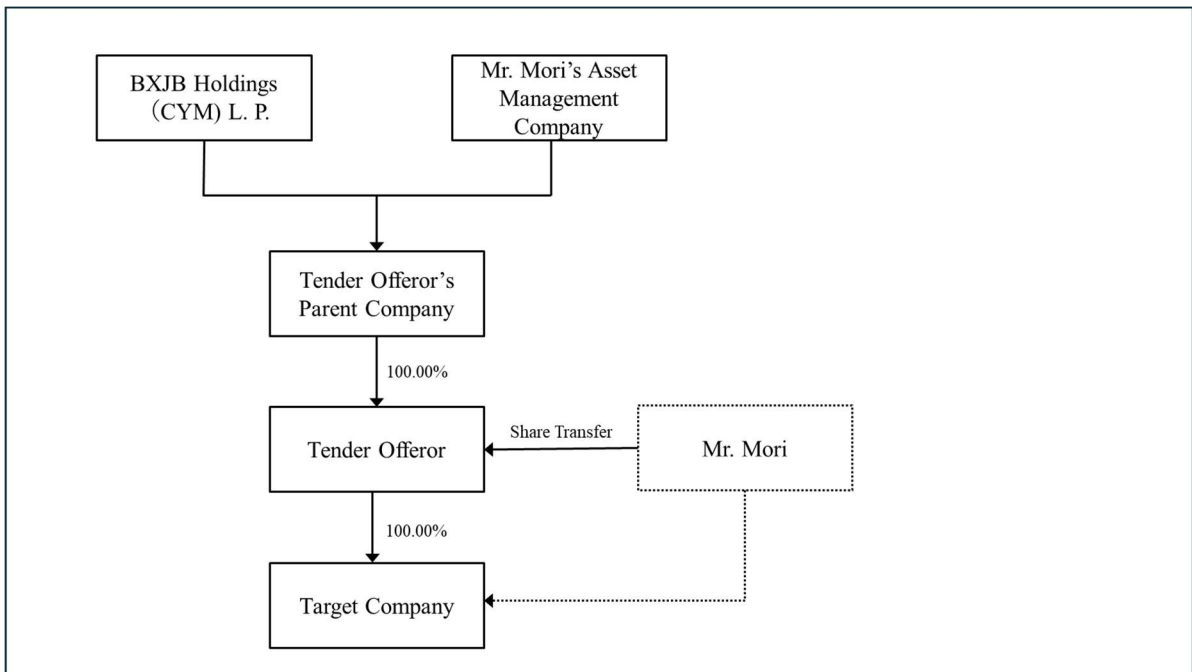 BXJB Holdings
（CYM) L. P.
Mr. Mori’s Asset
Management
Company
Tender Offeror’s
Parent Company
100.00%
Tender Offeror
Share Transfer
Mr. Mori
100.00%
Target Company